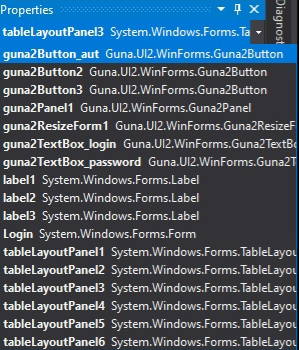 Properties
Diagnost
tableLayoutPanel3 System.Windows.Forms.Ta
guna2Button_aut Guna.UI2.WinForms.Guna2Button
guna2Button2 Guna.UI2.WinForms.Guna2Button
guna2Button3 Guna.UI2.WinForms.Guna2Button
guna2Panel1 Guna.UI2.WinForms.Guna2Panel
guna2ResizeForm1 Guna.UI2.WinForms.Guna2ResizeF
guna2TextBox_login Guna.UI2.WinForms.Guna2TextB
guna2TextBox_password Guna.UI2.WinForms.Guna2T
label1 System.Windows.Forms.Label
label2 System.Windows.Forms.Label
label3 System.Windows.Forms.Label
Login System.Windows.Forms.Form
tableLayoutPanel1 System.Windows.Forms.TableLayou
tableLayoutPanel2 System.Windows.Forms.TableLayou
tableLayoutPanel3 System.Windows.Forms.TableLayou
tableLayoutPanel4 System.Windows.Forms.TableLayou
tableLayoutPanel5 System.Windows.Forms.TableLayou
tableLayoutPanel6 System.Windows.Forms.TableLayou